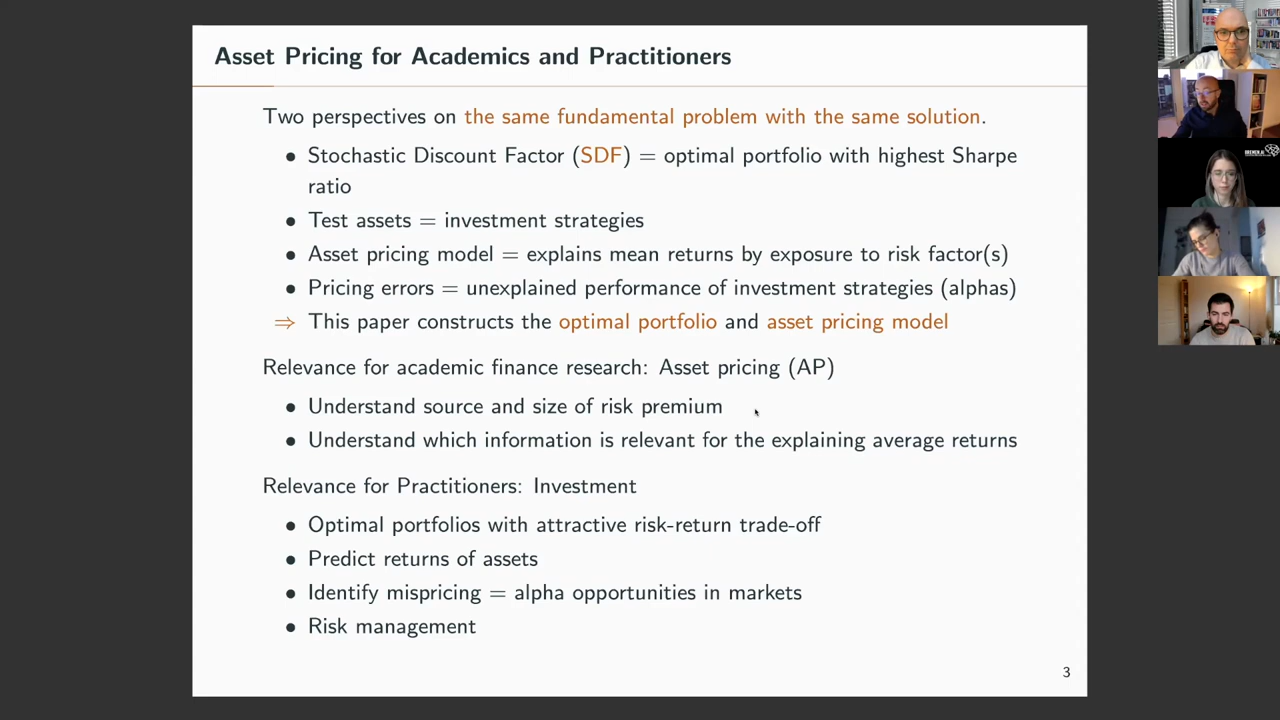 Asset Pricing for Academics and Practitioners
Two perspectives on the same fundamental problem with the same solution.
• Stochastic Discount Factor (SDF) = optimal portfolio with highest Sharpe
ratio
• Test assets = investment strategies
• Asset pricing model = explains mean returns by exposure to risk factor(s)
• Pricing errors = unexplained performance of investment strategies (alphas)
⇒ This paper constructs the optimal portfolio and asset pricing model
Relevance for academic finance research: Asset pricing (AP)
• Understand source and size of risk premium
• Understand which information is relevant for the explaining average returns
Relevance for Practitioners: Investment
• Optimal portfolios with attractive risk-return trade-off
• Predict returns of assets
• Identify mispricing = alpha opportunities in markets
• Risk management
3
BREMEN.AI